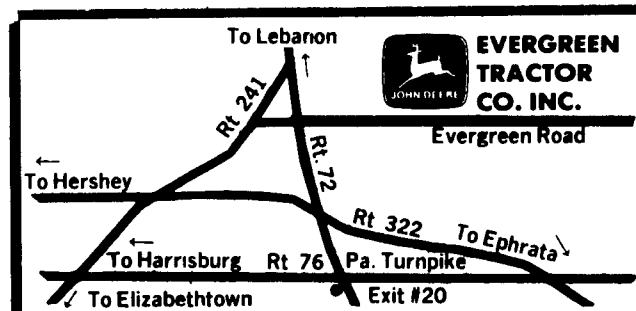 To Lebanon
EVERGREEN
TRACTOR
CO. INC.
JOHN DEERE
Rt 241
Evergreen Road
Rt. 72
To Hershey
Rt 322
To Ephrata
To Harrisburg
Rt 76
Pa. Turnpike
To Elizabethtown
Exit #20